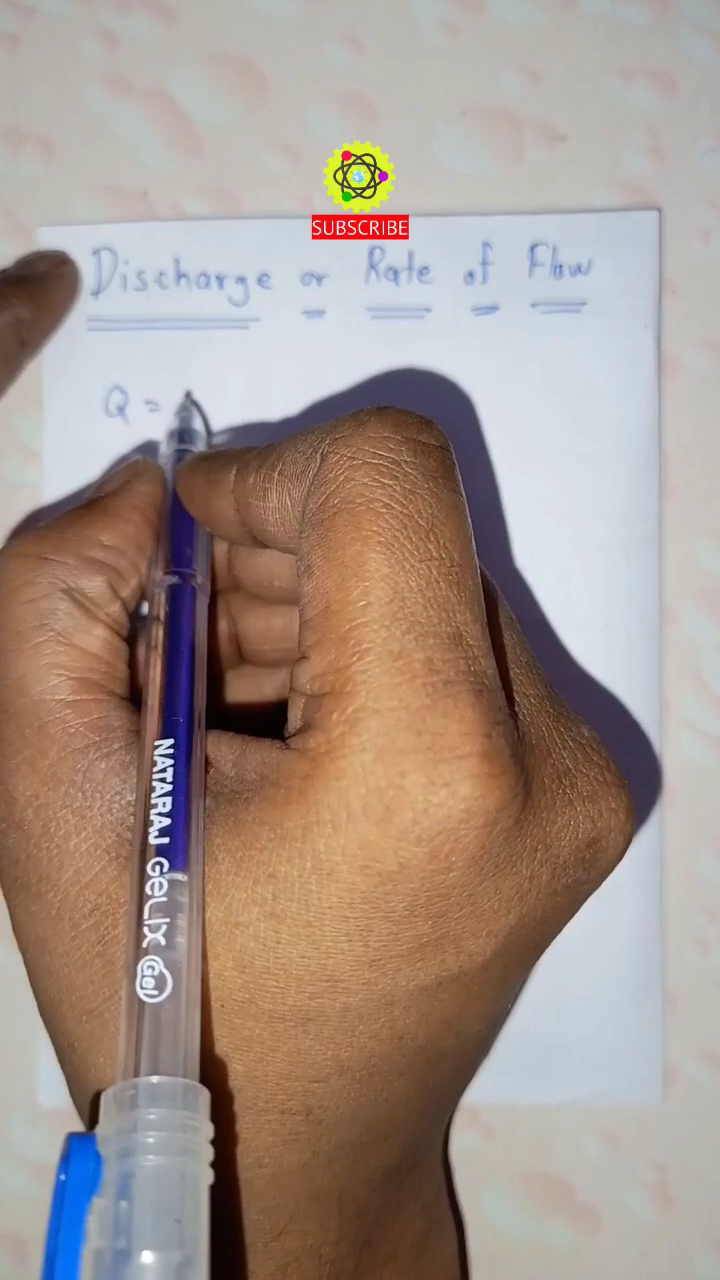 SUBSCRIBE
Discharge or Rate of Flow
Q =
NATARAJ GELIX Gel